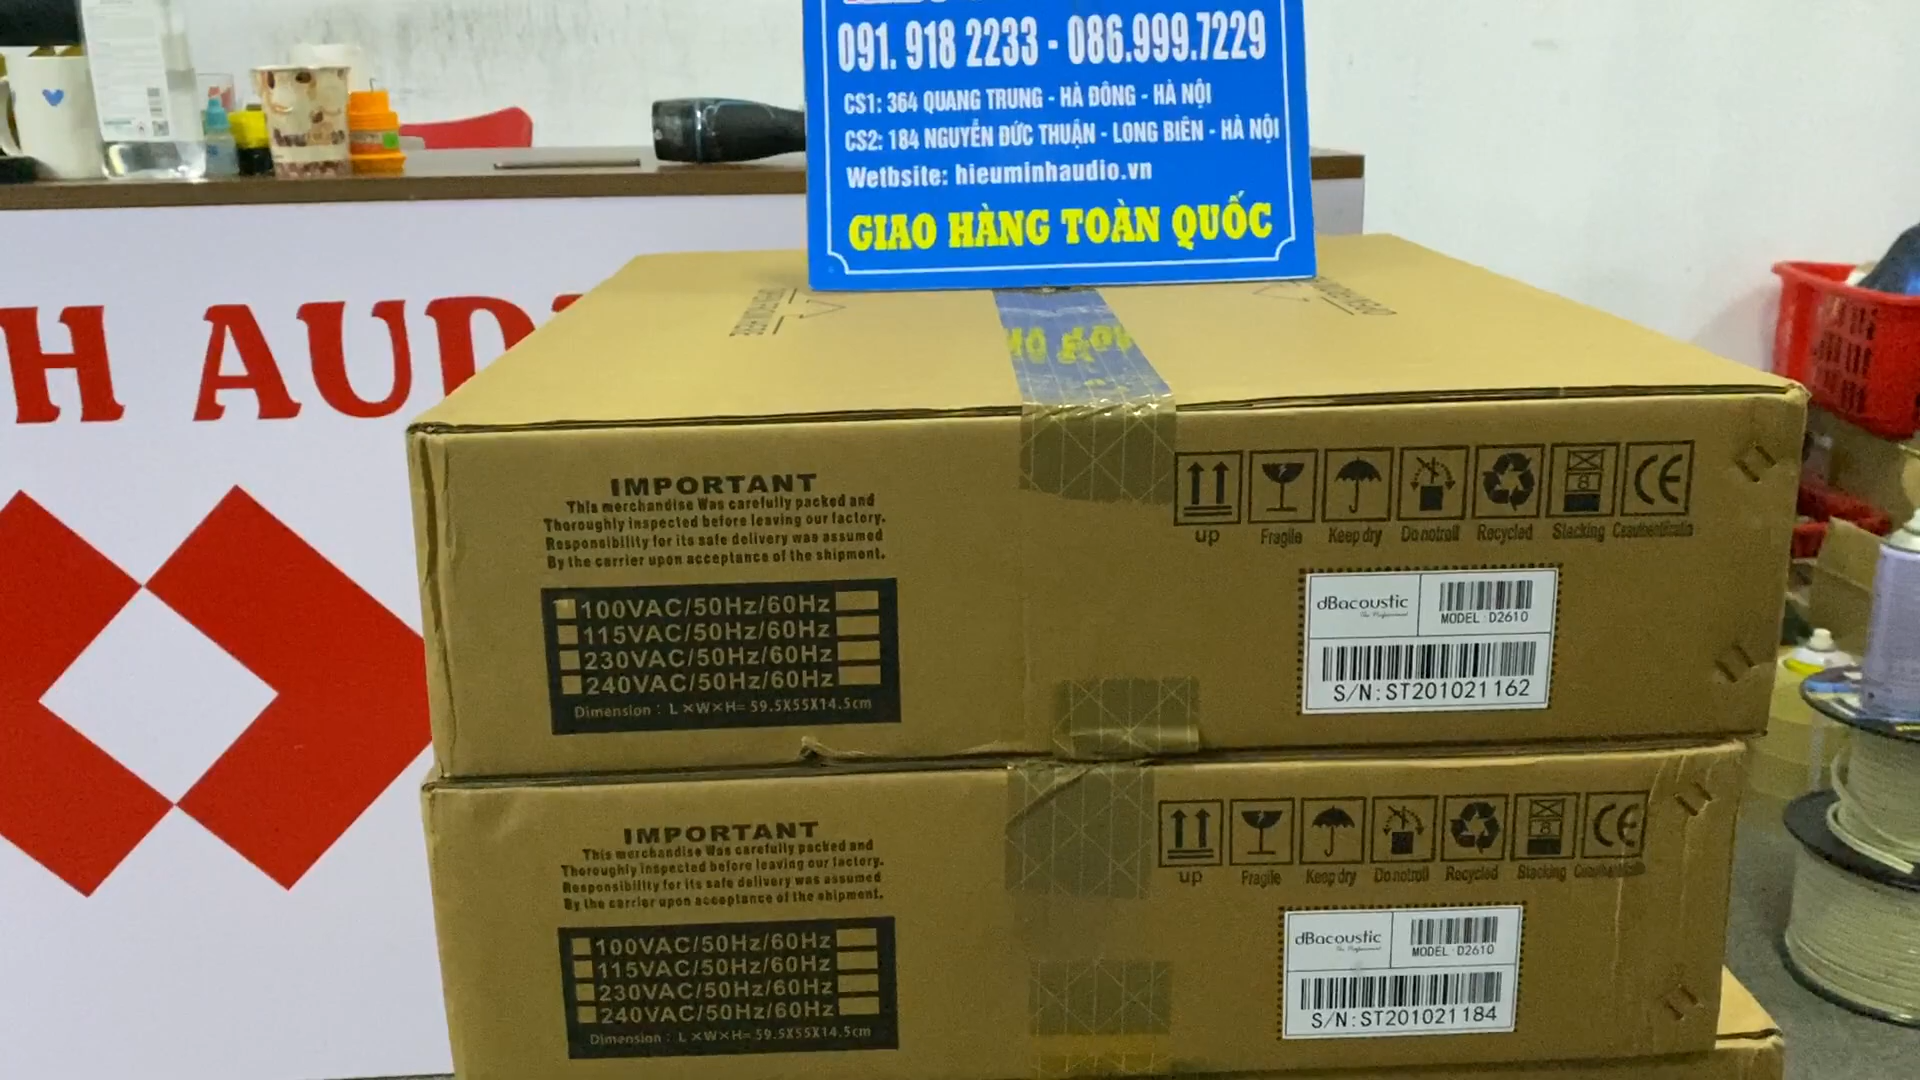 091. 918 2233 - 086.999.7229
CS1: 364 QUANG TRUNG - HÀ ĐÔNG - HÀ NỘI
CS2: 184 NGUYỄN ĐỨC THUẬN - LONG BIÊN - HÀ NỘI
Wetbsite: hieuminhaudio.vn
GIAO HÀNG TOÀN QUỐC
H AUD
IMPORTANT
This merchandise Was carefully packed and
Thoroughly inspected before leaving our factory.
Responsibility for its safe delivery was assumed
By the carrier upon acceptance of the shipment.
100VAC/50Hz/60Hz
115VAC/50Hz/60Hz
230VAC/50Hz/60Hz
240VAC/50Hz/60Hz
Dimension : L×W×H= 59.5X55X14.5cm
up Fragile Keep dry Do notroll Recycled Stacking Ceauthentficatio
dBacoustic
The Professional
MODEL:D2610
S/N:ST201021162
IMPORTANT
This merchandise Was carefully packed and
Thoroughly inspected before leaving our factory.
Responsibility for its safe delivery was assumed
By the carrier upon acceptance of the shipment.
100VAC/50Hz/60Hz
115VAC/50Hz/60Hz
230VAC/50Hz/60Hz
240VAC/50Hz/60Hz
Dimension : L×W×H= 59.5X55X14.5cm
up Fragile Keep dry Do notroll Recycled Stacking
dBacoustic
The Professional
MODEL:D2610
S/N:ST201021184